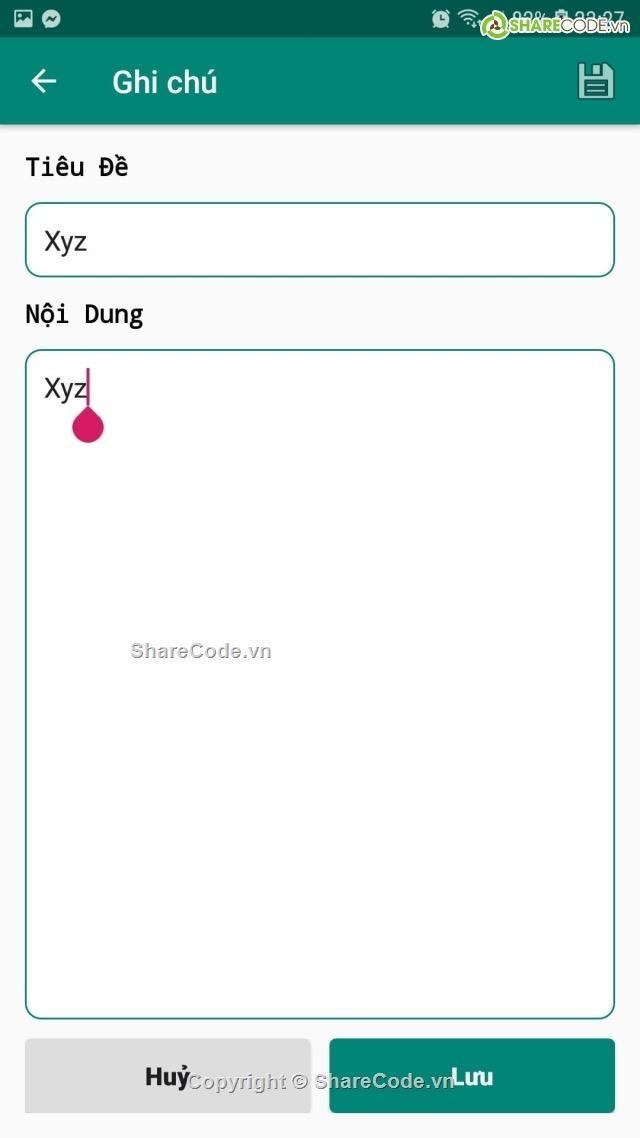 SHARECODE.vn
Ghi chú
Tiêu Đề
Xyz
Nội Dung
Xyz
ShareCode.vn
Huỷ
Lưu
Copyright © ShareCode.vn